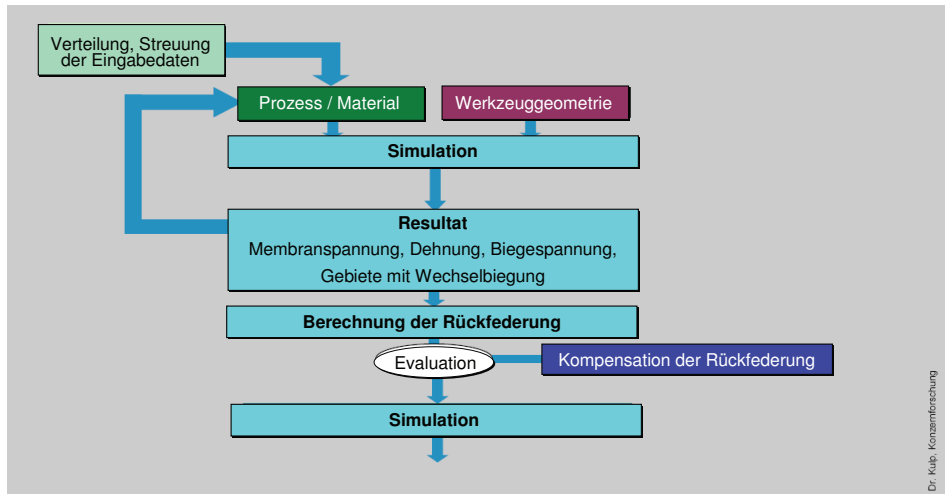 Verteilung, Streuung
der Eingabedaten
Prozess / Material
Werkzeuggeometrie
Simulation
Resultat
Membranspannung, Dehnung, Biegespannung,
Gebiete mit Wechselbiegung
Berechnung der Rückfederung
Evaluation
Kompensation der Rückfederung
Simulation
Dr. Kulp, Konzernforschung